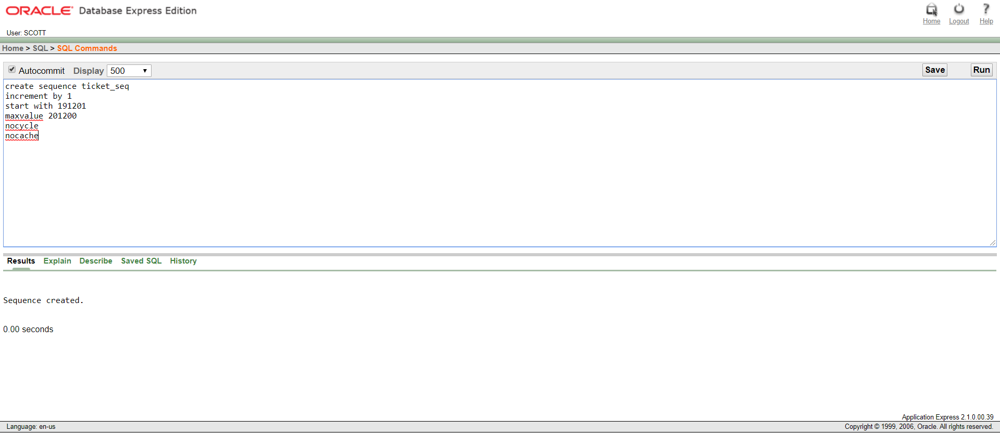 ORACLE Database Express Edition
Home Logout Help
User: SCOTT
Home > SQL > SQL Commands
Autocommit Display 500 Save Run
create sequence ticket_seq
increment by 1
start with 191201
maxvalue 201200
nocycle
nocache
Results Explain Describe Saved SQL History
Sequence created.
0.00 seconds
Application Express 2.1.0.00.39
Language: en-us Copyright © 1999, 2006, Oracle. All rights reserved.